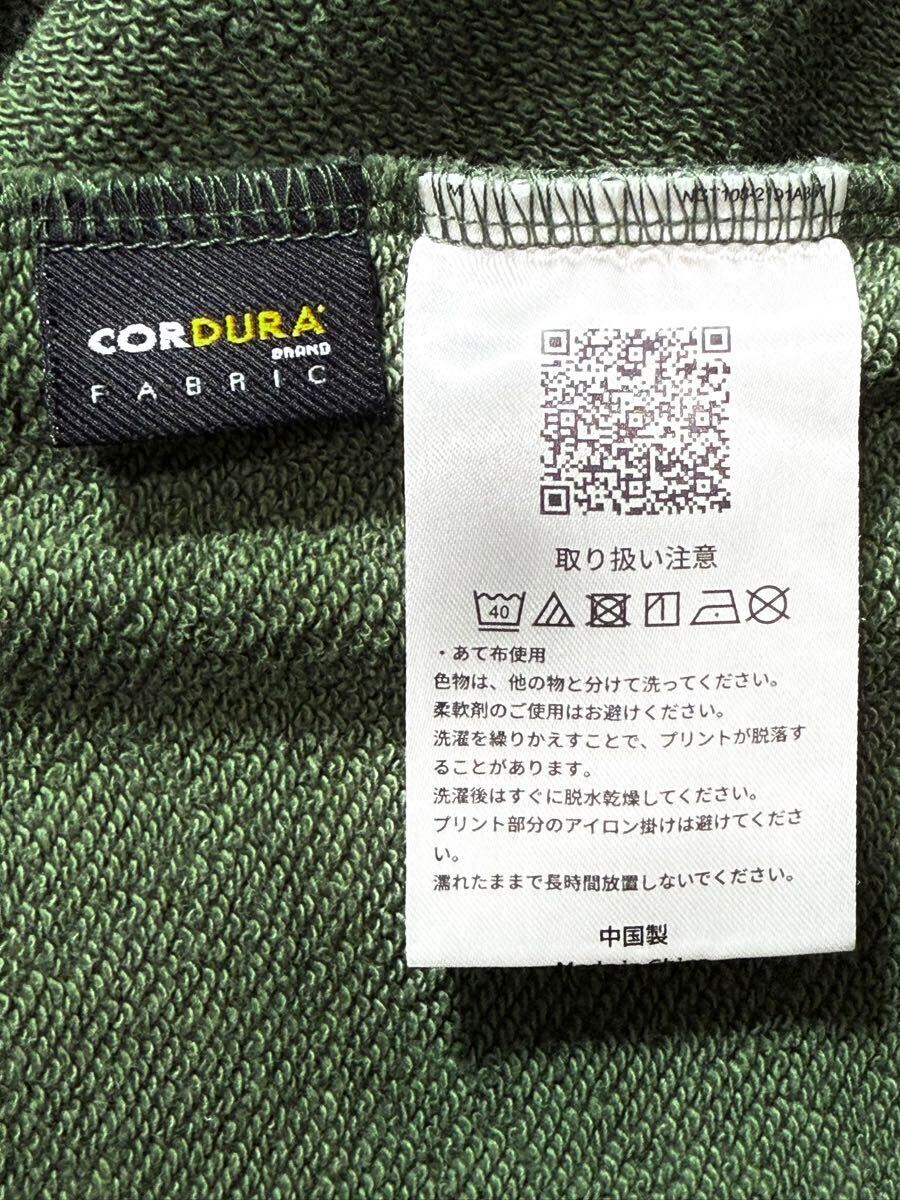 M
CORDURA
BRAND
FABRIC
取り扱い注意
40
・あて布使用
色物は、他の物と分けて洗ってください。
柔軟剤のご使用はお避けください。
洗濯を繰りかえすことで、プリントが脱落す
ることがあります。
洗濯後はすぐに脱水乾燥してください。
プリント部分のアイロン掛けは避けてくださ
い。
濡れたままで長時間放置しないでください。
中国製
Made in China